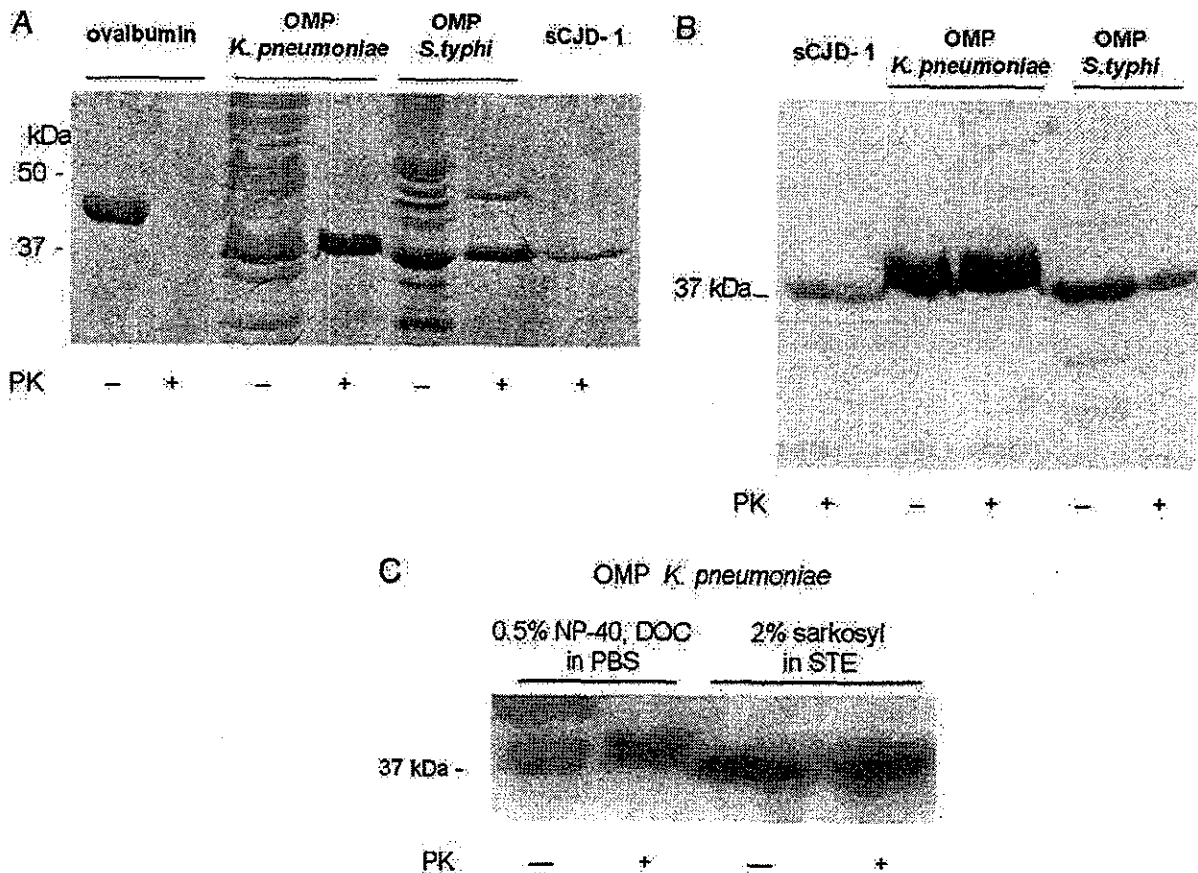 A
ovalbumin
OMP
K. pneumoniae
OMP
S.typhi
sCJD-1
kDa
50 -
37 -
PK - + - + - + +
B
sCJD-1
OMP
K. pneumoniae
OMP
S.typhi
37 kDa_
PK + - + - +
C
OMP K. pneumoniae
0.5% NP-40, DOC
in PBS
2% sarkosyl
in STE
37 kDa -
PK — + — +